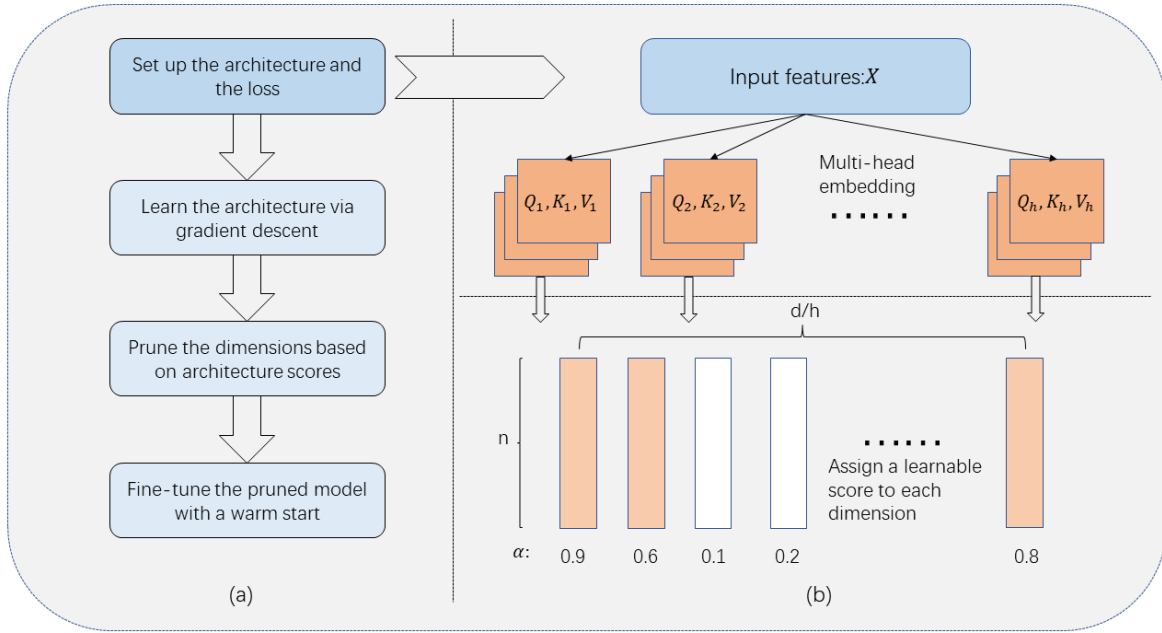 Set up the architecture and
the loss
Learn the architecture via
gradient descent
Prune the dimensions based
on architecture scores
Fine-tune the pruned model
with a warm start
(a)
Input features:X
Q₁, K₁, V₁
Q₂, K₂, V₂
Multi-head
embedding
......
Qₕ, Kₕ, Vₕ
d/h
n
......
Assign a learnable
score to each
dimension
α: 0.9 0.6 0.1 0.2 0.8
(b)